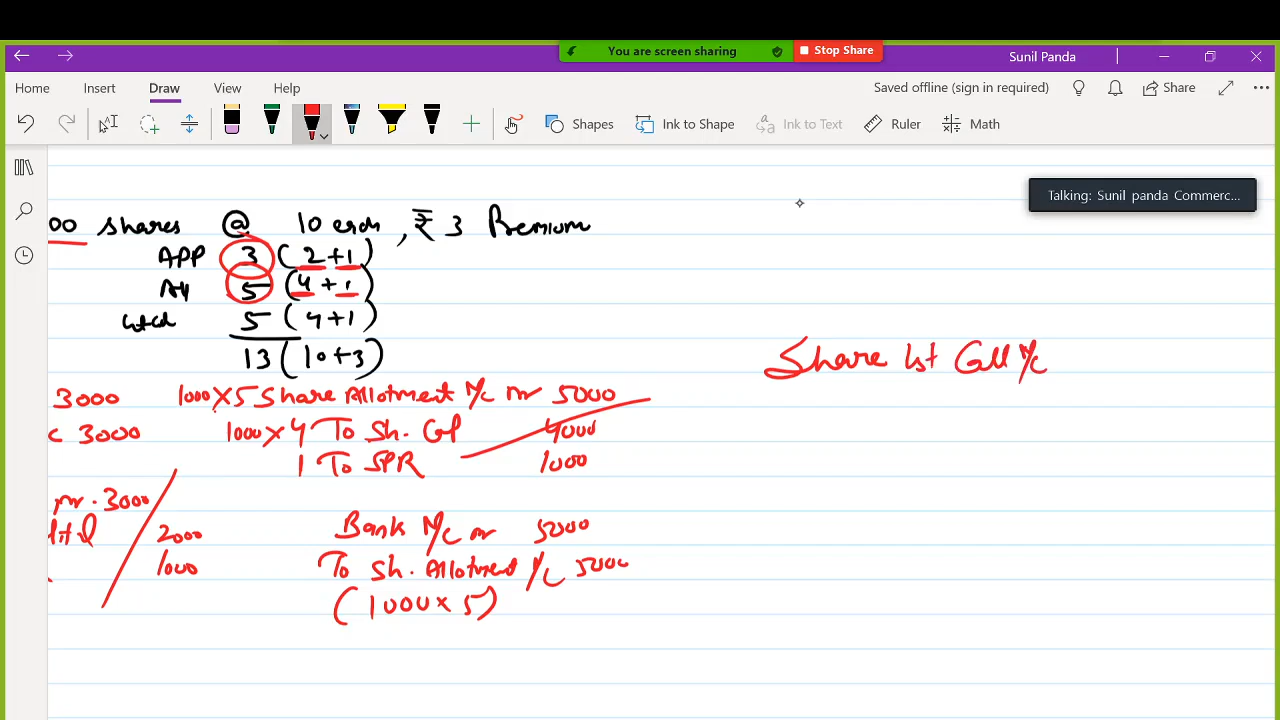 You are screen sharing
Stop Share
Sunil Panda
Home Insert Draw View Help
Saved offline (sign in required)
Share
Shapes
Ink to Shape
Ink to Text
Ruler
Math
Talking: Sunil panda Commerc...
00 shares @ 10 each, ₹ 3 Premium
APP 3 (2+1)
5 (4+1)
5 (4+1)
13 (10+3)
3000
3000
mr. 3000
2000
1000
1000×5 Share Allotment A/c Dr 5000
1000×4 To Sh. Cap 4000
1 To SPR 1000
Bank A/c Dr 5000
To Sh. Allotment A/c 5000
(1000×5)
Share 1st Call A/c